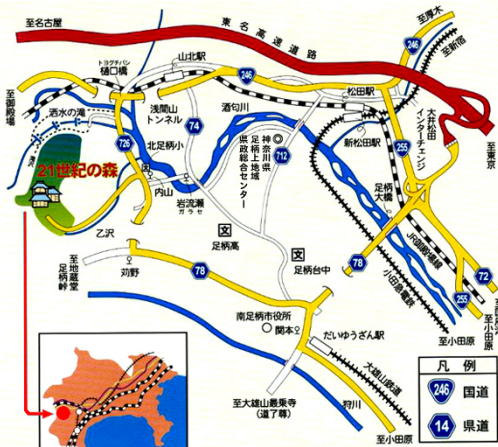 至名古屋
東名高速道路
至厚木
246
至新宿
トヨグチバシ
樋口橋
山北駅
246
松田駅
至御殿場
洒水の滝
浅間山
トンネル
74
酒匂川
大井松田
インターチェンジ
至東京
726
北足柄小
神奈川県
足柄上地域
県政総合センター
712
新松田駅
255
21世紀の森
内山
岩流瀬
ガラセ
足柄大橋
乙沢
文
足柄高
文
足柄台中
78
JR御殿場線
72
至地蔵堂
足柄峠
苅野
78
小田急電鉄
255
至小田原
至小田原
南足柄市役所
関本
だいゆうざん駅
大雄山鉄道
至大雄山最乗寺
(道了尊)
狩川
至小田原
凡例
246 国道
14 県道